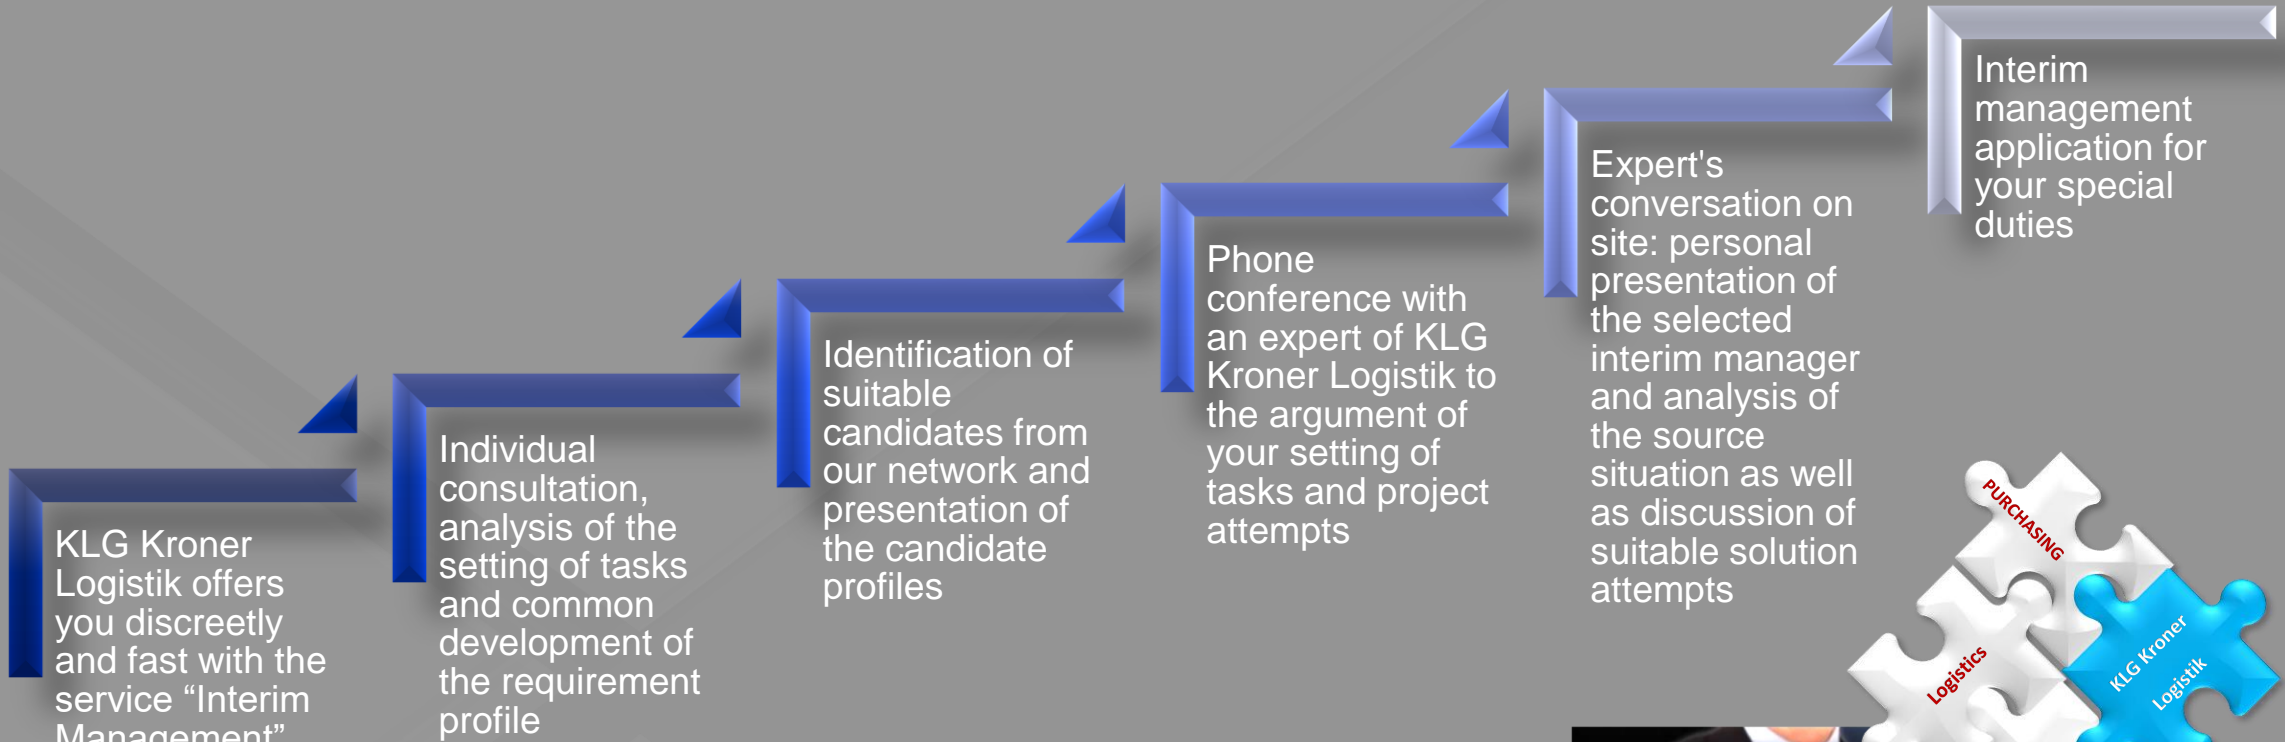 KLG Kroner
Logistik offers
you discreetly
and fast with the
service “Interim
Management”
Individual
consultation,
analysis of the
setting of tasks
and common
development of
the requirement
profile
Identification of
suitable
candidates from
our network and
presentation of
the candidate
profiles
Phone
conference with
an expert of KLG
Kroner Logistik to
the argument of
your setting of
tasks and project
attempts
Expert's
conversation on
site: personal
presentation of
the selected
interim manager
and analysis of
the source
situation as well
as discussion of
suitable solution
attempts
Interim
management
application for
your special
duties
PURCHASING
Logistics
KLG Kroner
Logistik